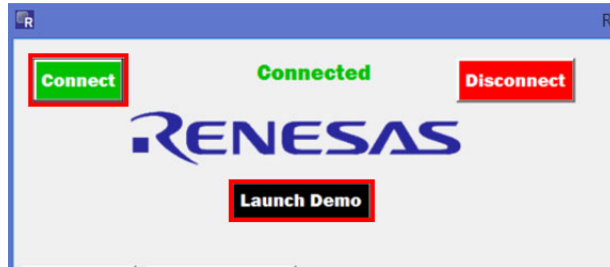 R
Connect
Connected
Disconnect
RENESAS
Launch Demo